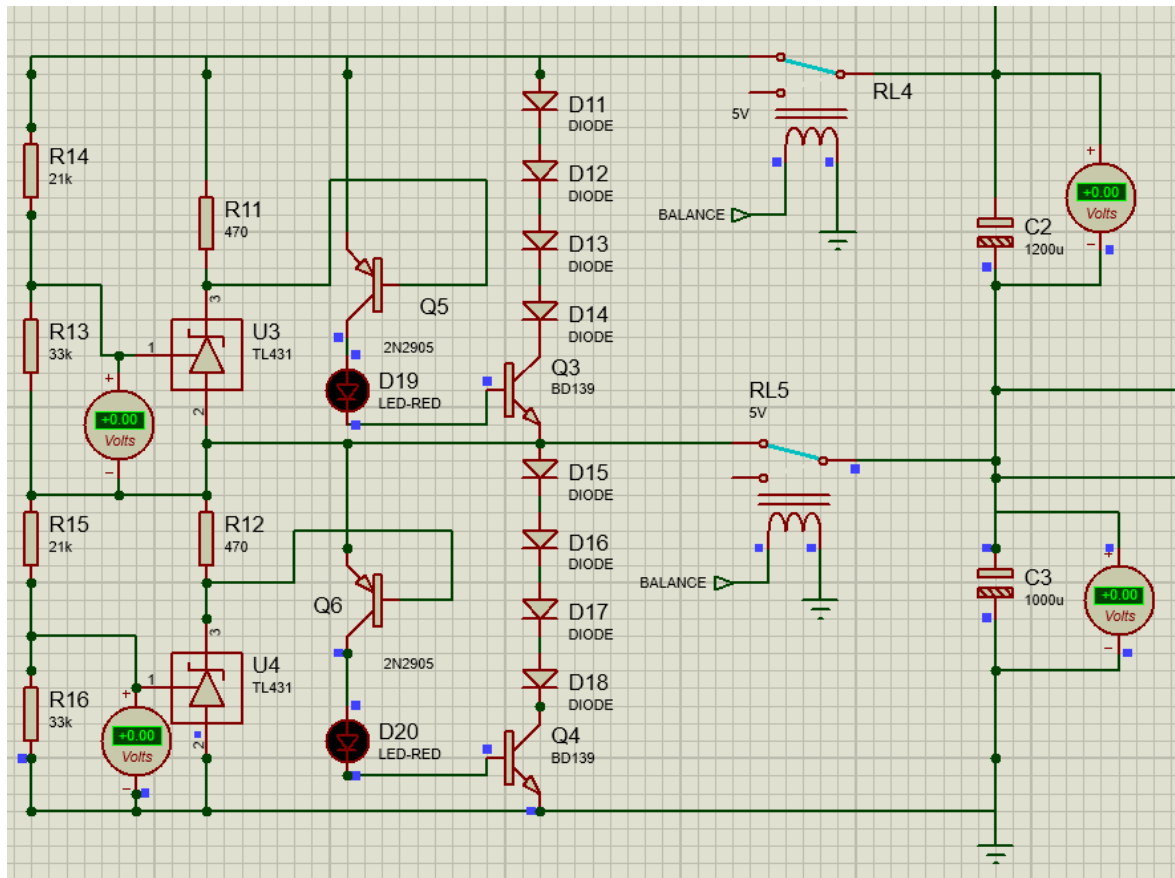 R14
21k
R11
470
R13
33k
3
1
U3
TL431
2
+
+0.00
Volts
-
Q5
2N2905
D19
LED-RED
D11
DIODE
D12
DIODE
D13
DIODE
D14
DIODE
Q3
BD139
RL4
5V
BALANCE
+
+0.00
Volts
-
C2
1200u
R15
21k
R12
470
R16
33k
3
1
U4
TL431
2
+
+0.00
Volts
-
Q6
2N2905
D20
LED-RED
D15
DIODE
D16
DIODE
D17
DIODE
D18
DIODE
Q4
BD139
RL5
5V
BALANCE
C3
1000u
+
+0.00
Volts
-